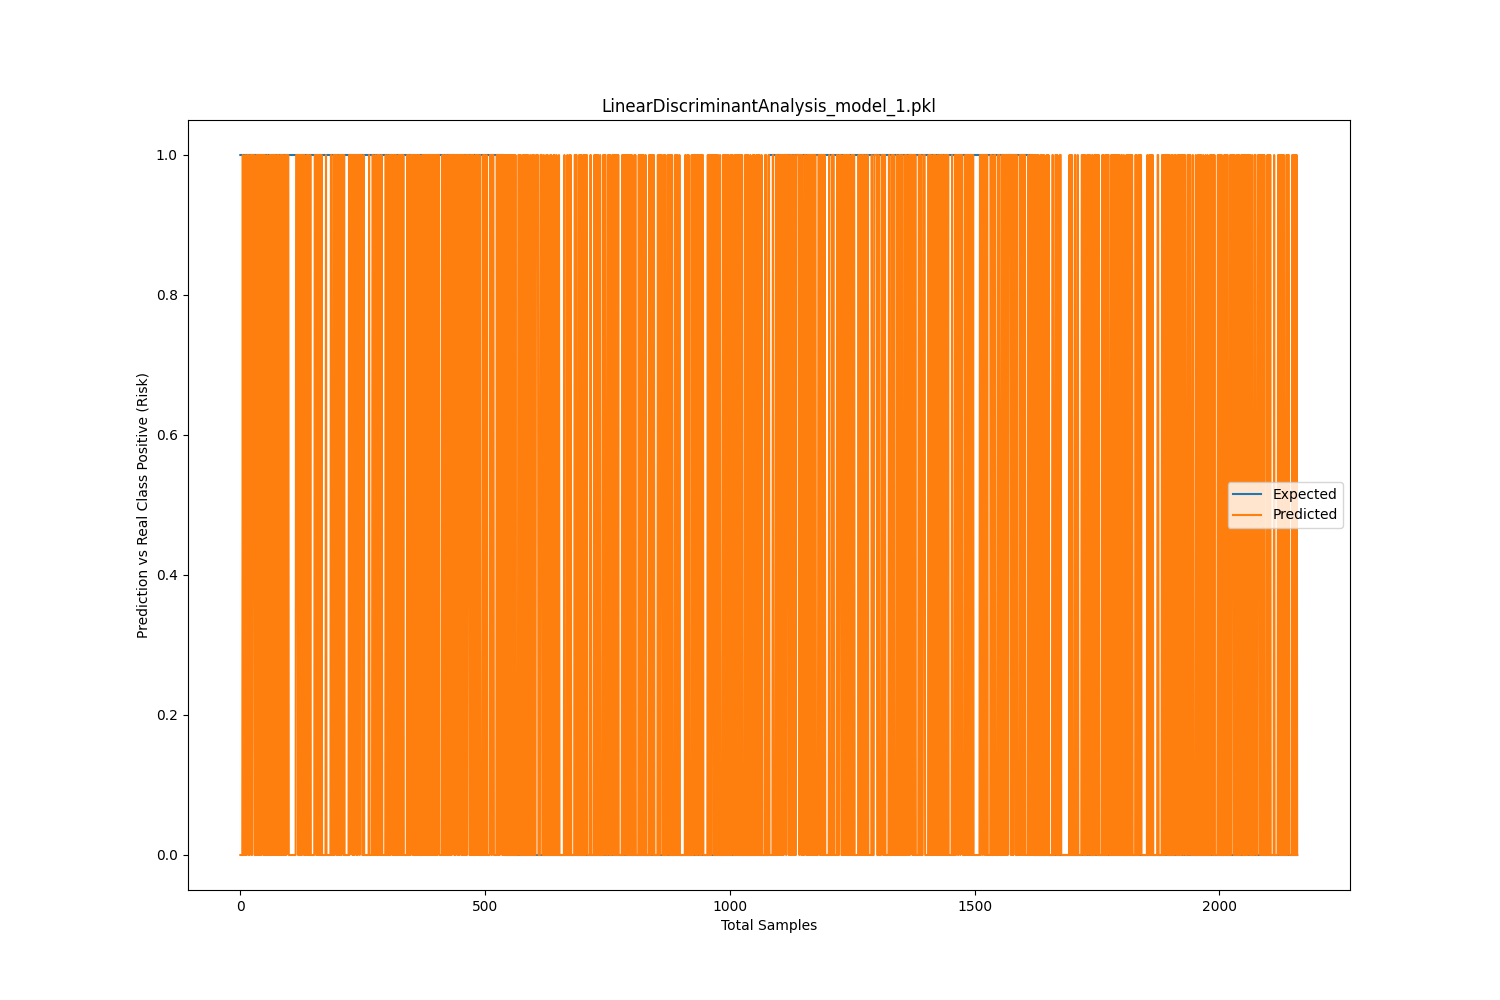 LinearDiscriminantAnalysis_model_1.pkl
1.0
0.8
0.6
0.4
0.2
0.0
Prediction vs Real Class Positive (Risk)
Expected
Predicted
0
500
1000
1500
2000
Total Samples